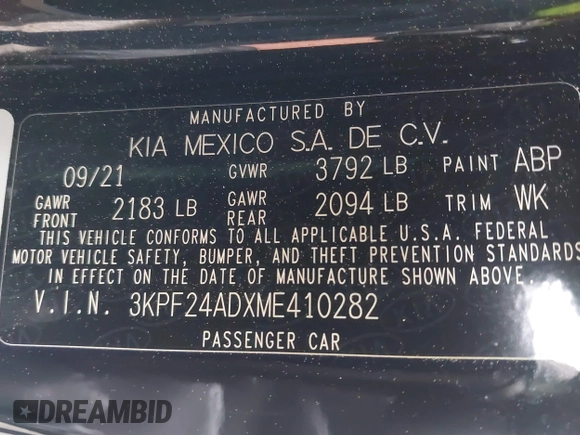 MANUFACTURED BY
KIA MEXICO S.A. DE C.V.
09/21 GVWR 3792 LB PAINT ABP
GAWR FRONT 2183 LB GAWR REAR 2094 LB TRIM WK
THIS VEHICLE CONFORMS TO ALL APPLICABLE U.S.A. FEDERAL
MOTOR VEHICLE SAFETY, BUMPER, AND THEFT PREVENTION STANDARDS
IN EFFECT ON THE DATE OF MANUFACTURE SHOWN ABOVE.
V.I.N. 3KPF24ADXME410282
PASSENGER CAR
DREAMBID